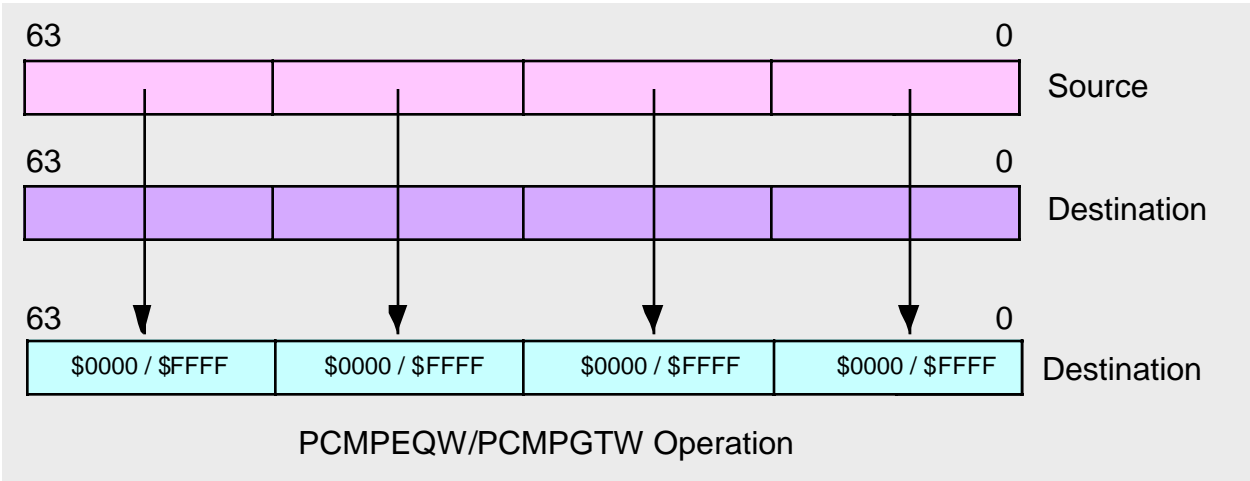 63 0
Source
63 0
Destination
63 0
$0000 / $FFFF $0000 / $FFFF $0000 / $FFFF $0000 / $FFFF
Destination
PCMPEQW/PCMPGTW Operation